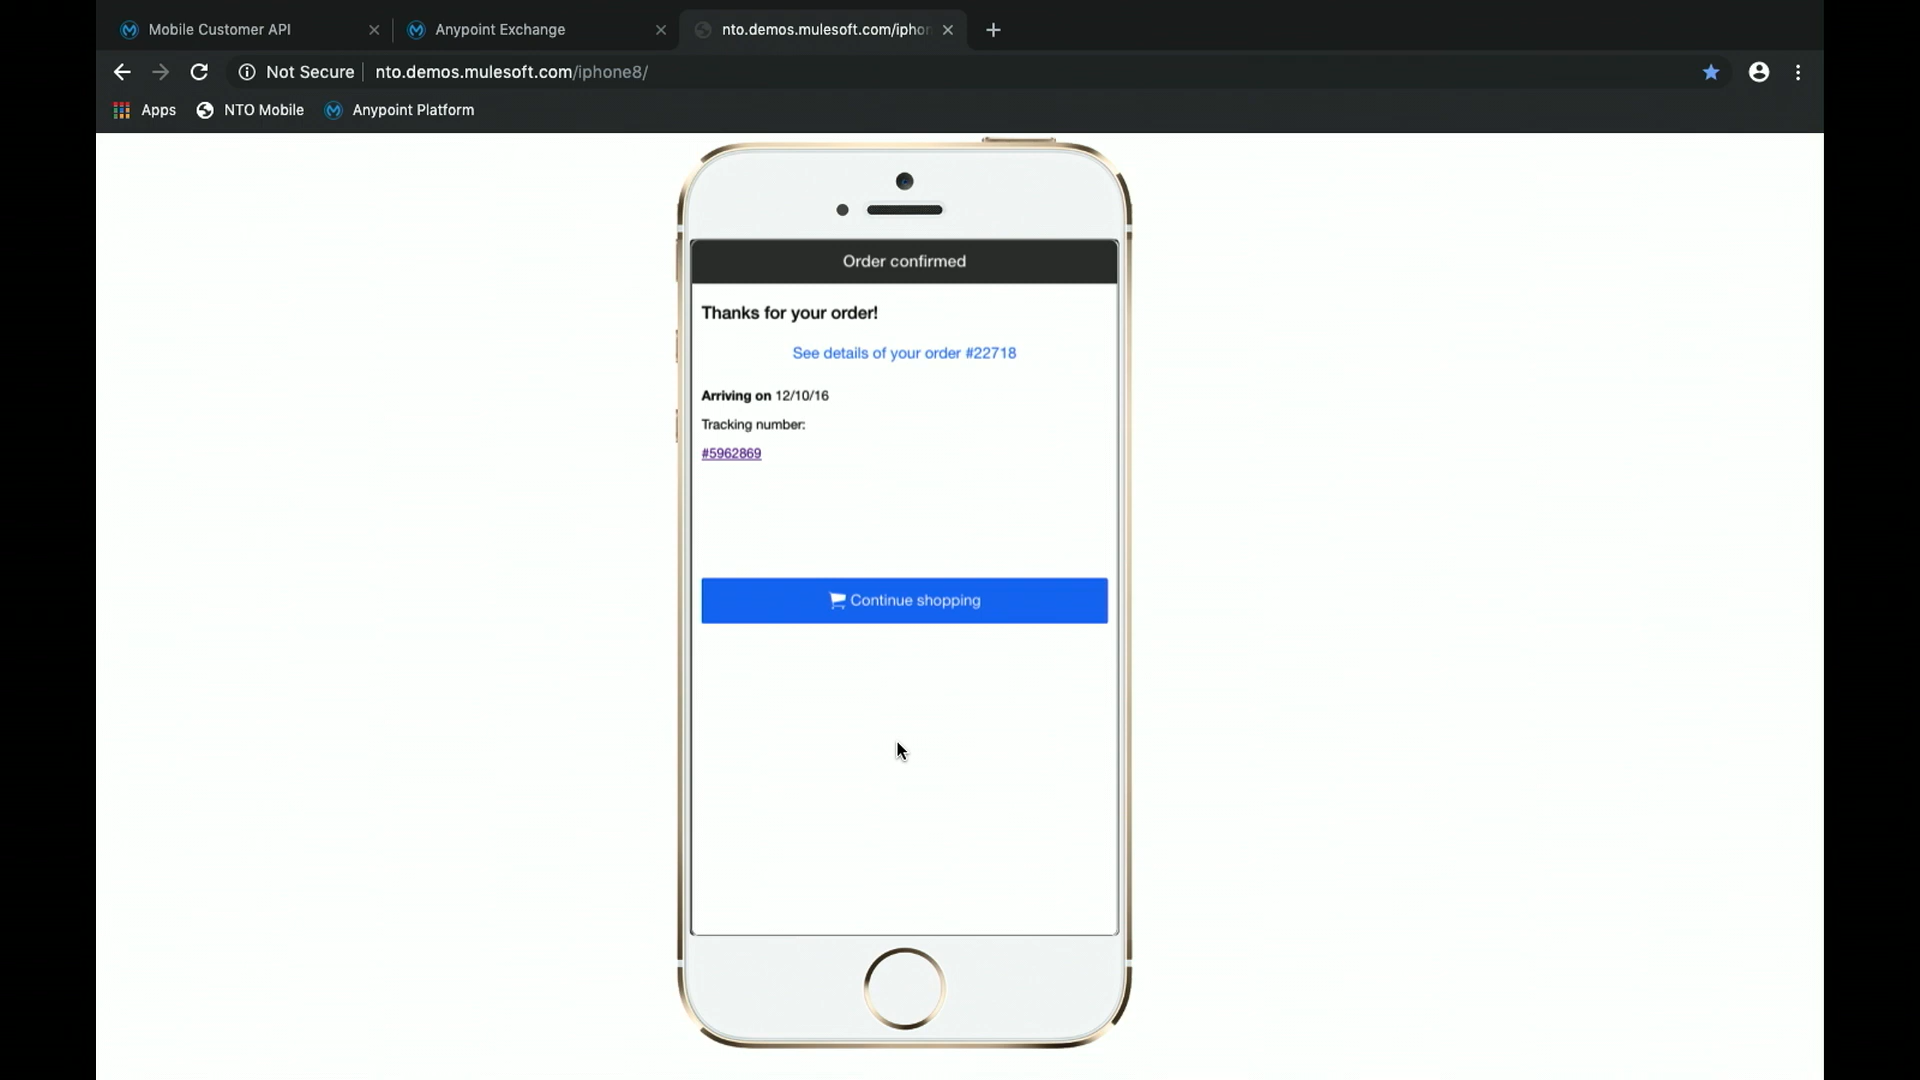 Mobile Customer API
Anypoint Exchange
nto.demos.mulesoft.com/iphon
Not Secure
nto.demos.mulesoft.com/iphone8/
Apps
NTO Mobile
Anypoint Platform
Order confirmed
Thanks for your order!
See details of your order #22718
Arriving on 12/10/16
Tracking number:
#5962869
Continue shopping